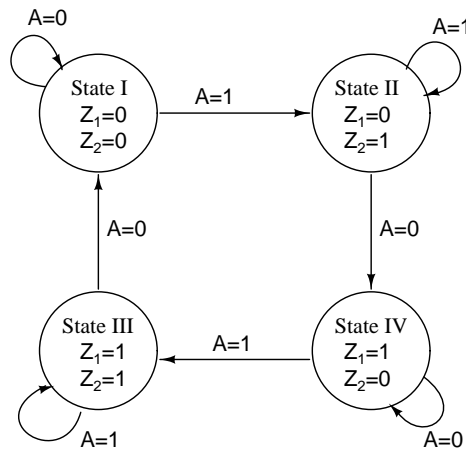 A=0
A=1
State I
Z₁=0
Z₂=0
A=1
State II
Z₁=0
Z₂=1
A=0
A=0
State III
Z₁=1
Z₂=1
A=1
State IV
Z₁=1
Z₂=0
A=1
A=0